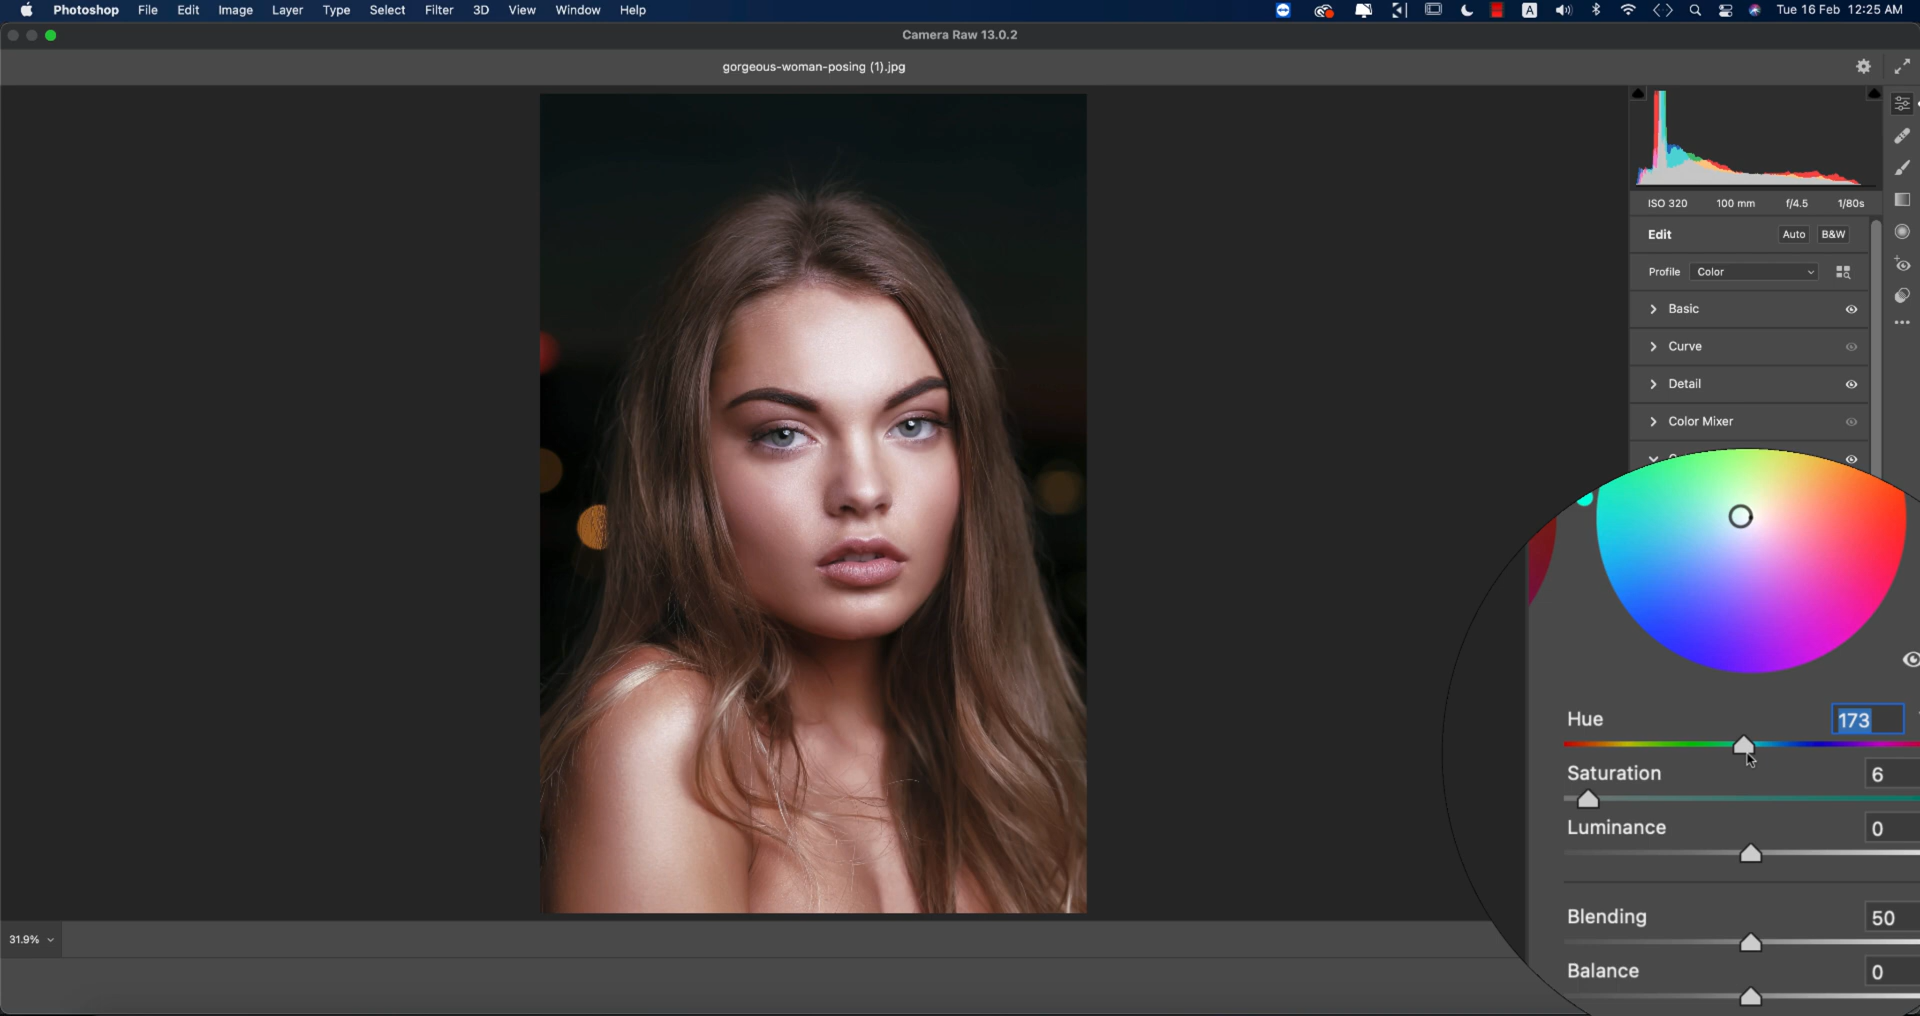 Photoshop File Edit Image Layer Type Select Filter 3D View Window Help A Tue 16 Feb 12:25 AM
Camera Raw 13.0.2
gorgeous-woman-posing (1).jpg
ISO 320 100 mm f/4.5 1/80s
Edit Auto B&W
Profile Color
Basic
Curve
Detail
Color Mixer
Hue 173
Saturation 6
Luminance 0
Blending 50
Balance 0
31.9%